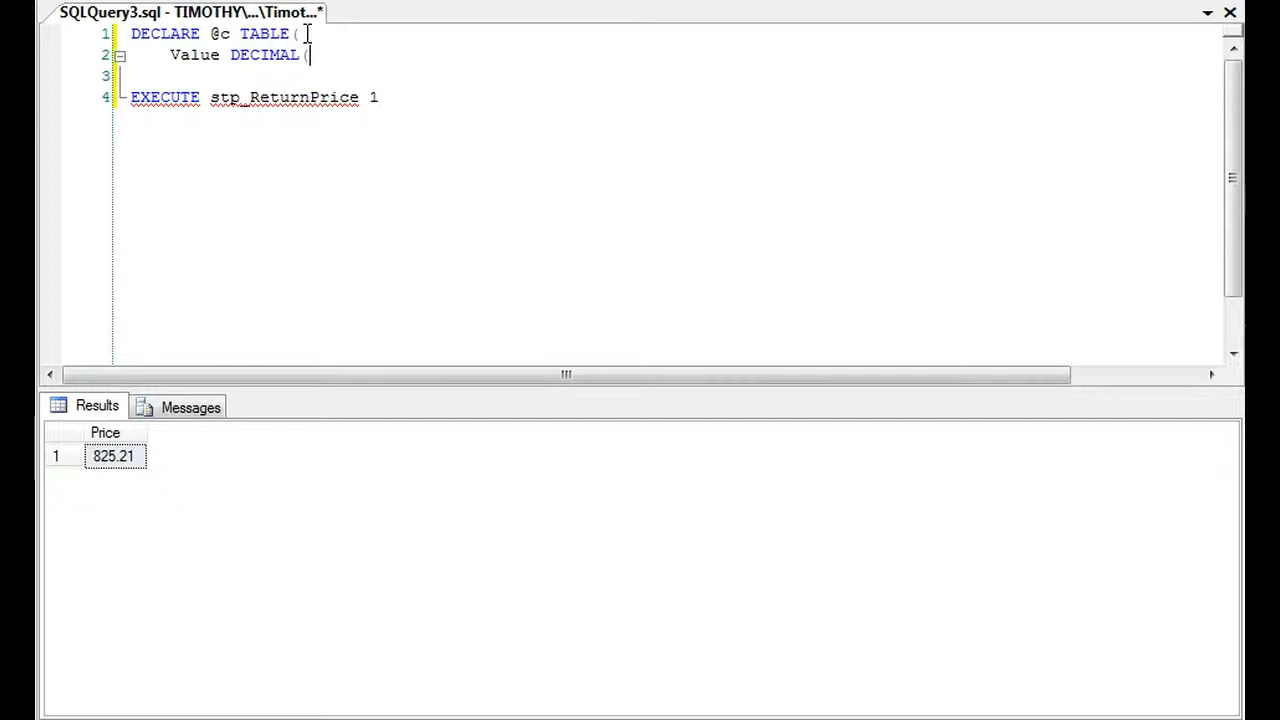 SQLQuery3.sql - TIMOTHY\...\Timot...*
1 DECLARE @c TABLE(
2 Value DECIMAL(
3
4 EXECUTE stp_ReturnPrice 1
Results Messages
Price
1 825.21